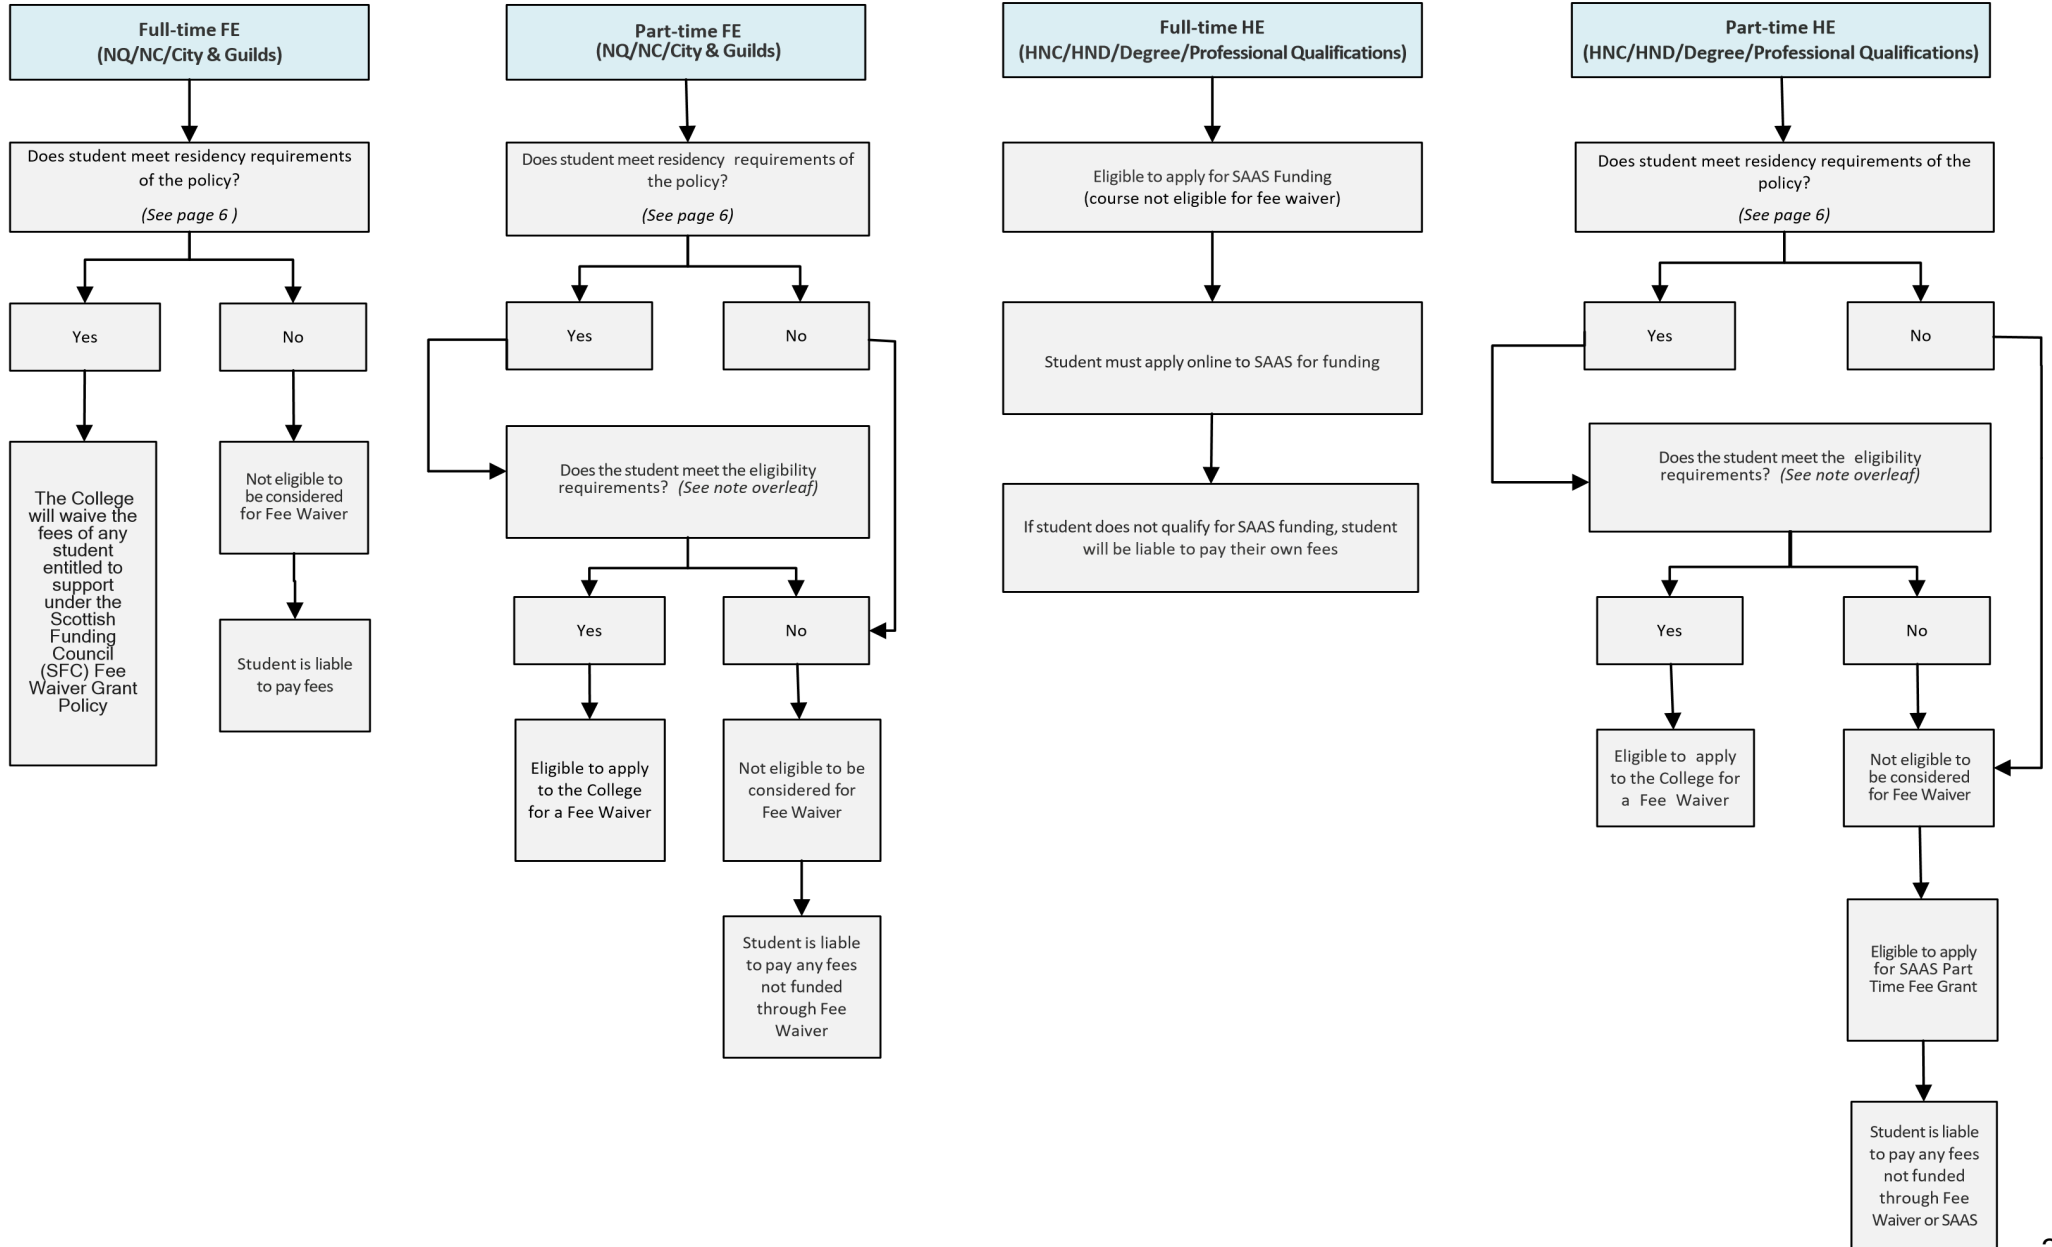 Full-time FE
(NQ/NC/City & Guilds)
Does student meet residency requirements
of the policy?
(See page 6 )
Yes
No
The College
will waive the
fees of any
student
entitled to
support
under the
Scottish
Funding
Council
(SFC) Fee
Waiver Grant
Policy
Not eligible to
be considered
for Fee Waiver
Student is liable
to pay fees
Part-time FE
(NQ/NC/City & Guilds)
Does student meet residency requirements of
the policy?
(See page 6)
Yes
No
Does the student meet the eligibility
requirements? (See note overleaf)
Yes
No
Eligible to apply
to the College
for a Fee Waiver
Not eligible to be
considered for
Fee Waiver
Student is liable
to pay any fees
not funded
through Fee
Waiver
Full-time HE
(HNC/HND/Degree/Professional Qualifications)
Eligible to apply for SAAS Funding
(course not eligible for fee waiver)
Student must apply online to SAAS for funding
If student does not qualify for SAAS funding, student
will be liable to pay their own fees
Part-time HE
(HNC/HND/Degree/Professional Qualifications)
Does student meet residency requirements of the
policy?
(See page 6)
Yes
No
Does the student meet the eligibility
requirements? (See note overleaf)
Yes
No
Eligible to apply
to the College for
a Fee Waiver
Not eligible to
be considered
for Fee Waiver
Eligible to apply
for SAAS Part
Time Fee Grant
Student is liable
to pay any fees
not funded
through Fee
Waiver or SAAS